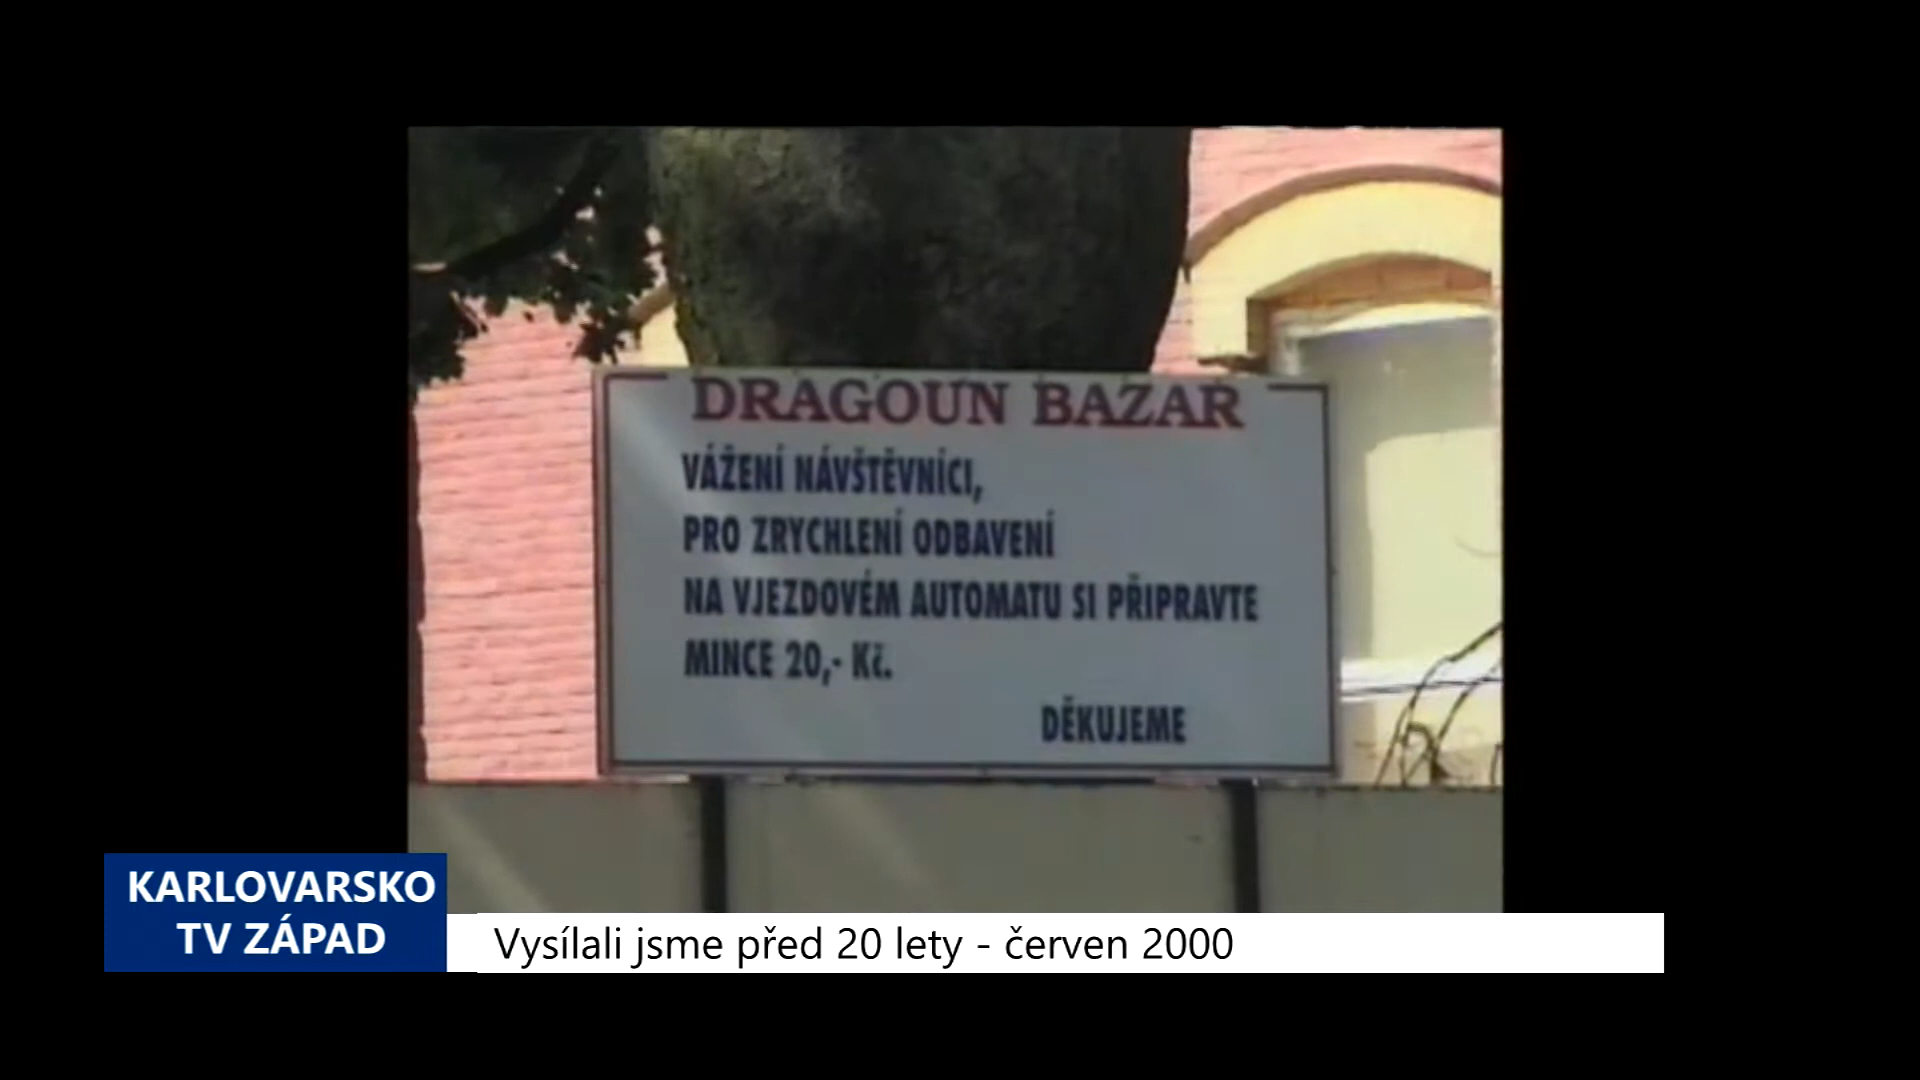 DRAGOUN BAZAR
VÁŽENÍ NÁVŠTĚVNÍCI,
PRO ZRYCHLENÍ ODBAVENÍ
NA VJEZDOVÉM AUTOMATU SI PŘIPRAVTE
MINCE 20,- Kč.
DĚKUJEME
KARLOVARSKO
TV ZÁPAD
Vysílali jsme před 20 lety - červen 2000